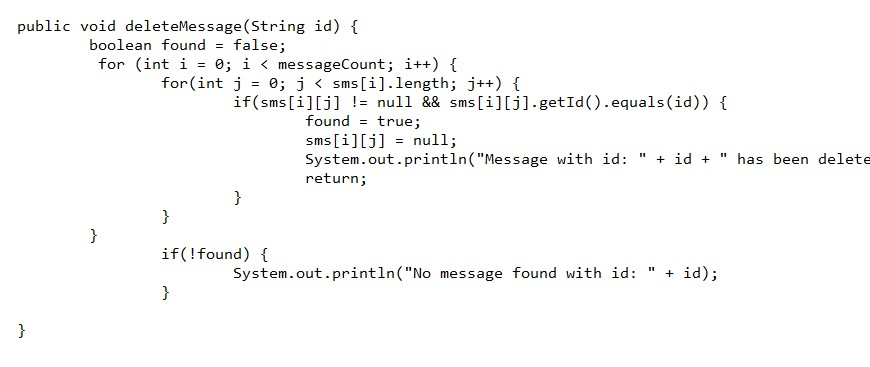 public void deleteMessage(String id) {
boolean found = false;
for (int i = 0; i < messageCount; i++) {
for(int j = 0; j < sms[i].length; j++) {
if(sms[i][j] != null && sms[i][j].getId().equals(id)) {
found = true;
sms[i][j] = null;
System.out.println("Message with id: " + id + " has been delete
return;
}
}
}
if(!found) {
System.out.println("No message found with id: " + id);
}
}